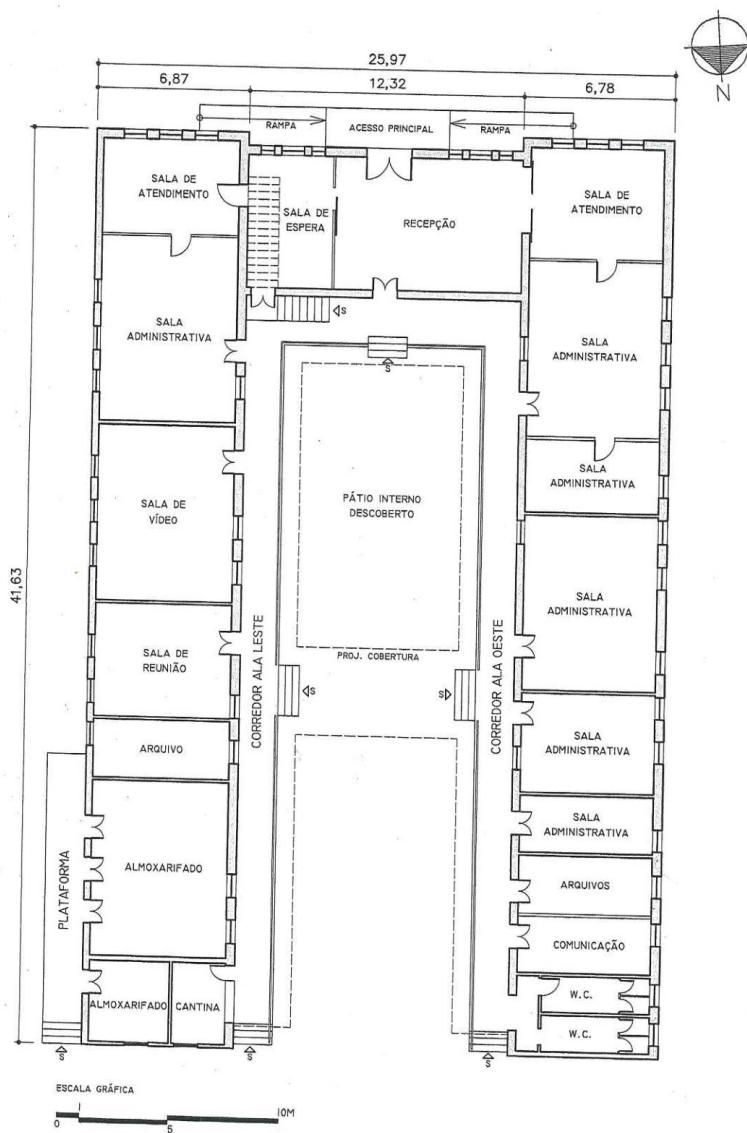 N
25,97
6,87
12,32
6,78
41,63
RAMPA
ACESSO PRINCIPAL
RAMPA
SALA DE
ATENDIMENTO
SALA DE
ESPERA
RECEPÇÃO
SALA DE
ATENDIMENTO
SALA
ADMINISTRATIVA
S
S
SALA
ADMINISTRATIVA
SALA
ADMINISTRATIVA
SALA DE
VÍDEO
PÁTIO INTERNO
DESCOBERTO
SALA
ADMINISTRATIVA
SALA DE
REUNIÃO
CORREDOR ALA LESTE
PROJ. COBERTURA
CORREDOR ALA OESTE
S
S
ARQUIVO
SALA
ADMINISTRATIVA
SALA
ADMINISTRATIVA
PLATAFORMA
ALMOXARIFADO
ARQUIVOS
COMUNICAÇÃO
ALMOXARIFADO
CANTINA
W.C.
W.C.
S
S
S
ESCALA GRÁFICA
1
10M
0
5